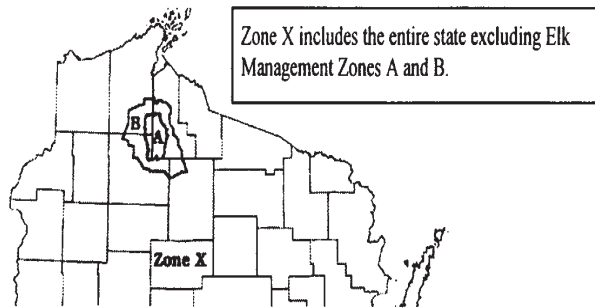 Zone X includes the entire state excluding Elk
Management Zones A and B.
B
A
Zone X